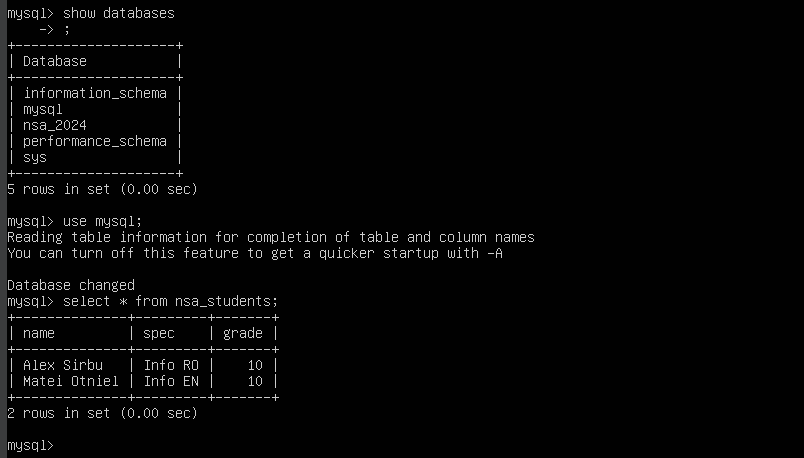 mysql> show databases
    -> ;
+--------------------+
| Database           |
+--------------------+
| information_schema |
| mysql              |
| nsa_2024           |
| performance_schema |
| sys                |
+--------------------+
5 rows in set (0.00 sec)

mysql> use mysql;
Reading table information for completion of table and column names
You can turn off this feature to get a quicker startup with -A

Database changed
mysql> select * from nsa_students;
+--------------+---------+-------+
| name         | spec    | grade |
+--------------+---------+-------+
| Alex Sirbu   | Info RO |    10 |
| Matei Otniel | Info EN |    10 |
+--------------+---------+-------+
2 rows in set (0.00 sec)

mysql>